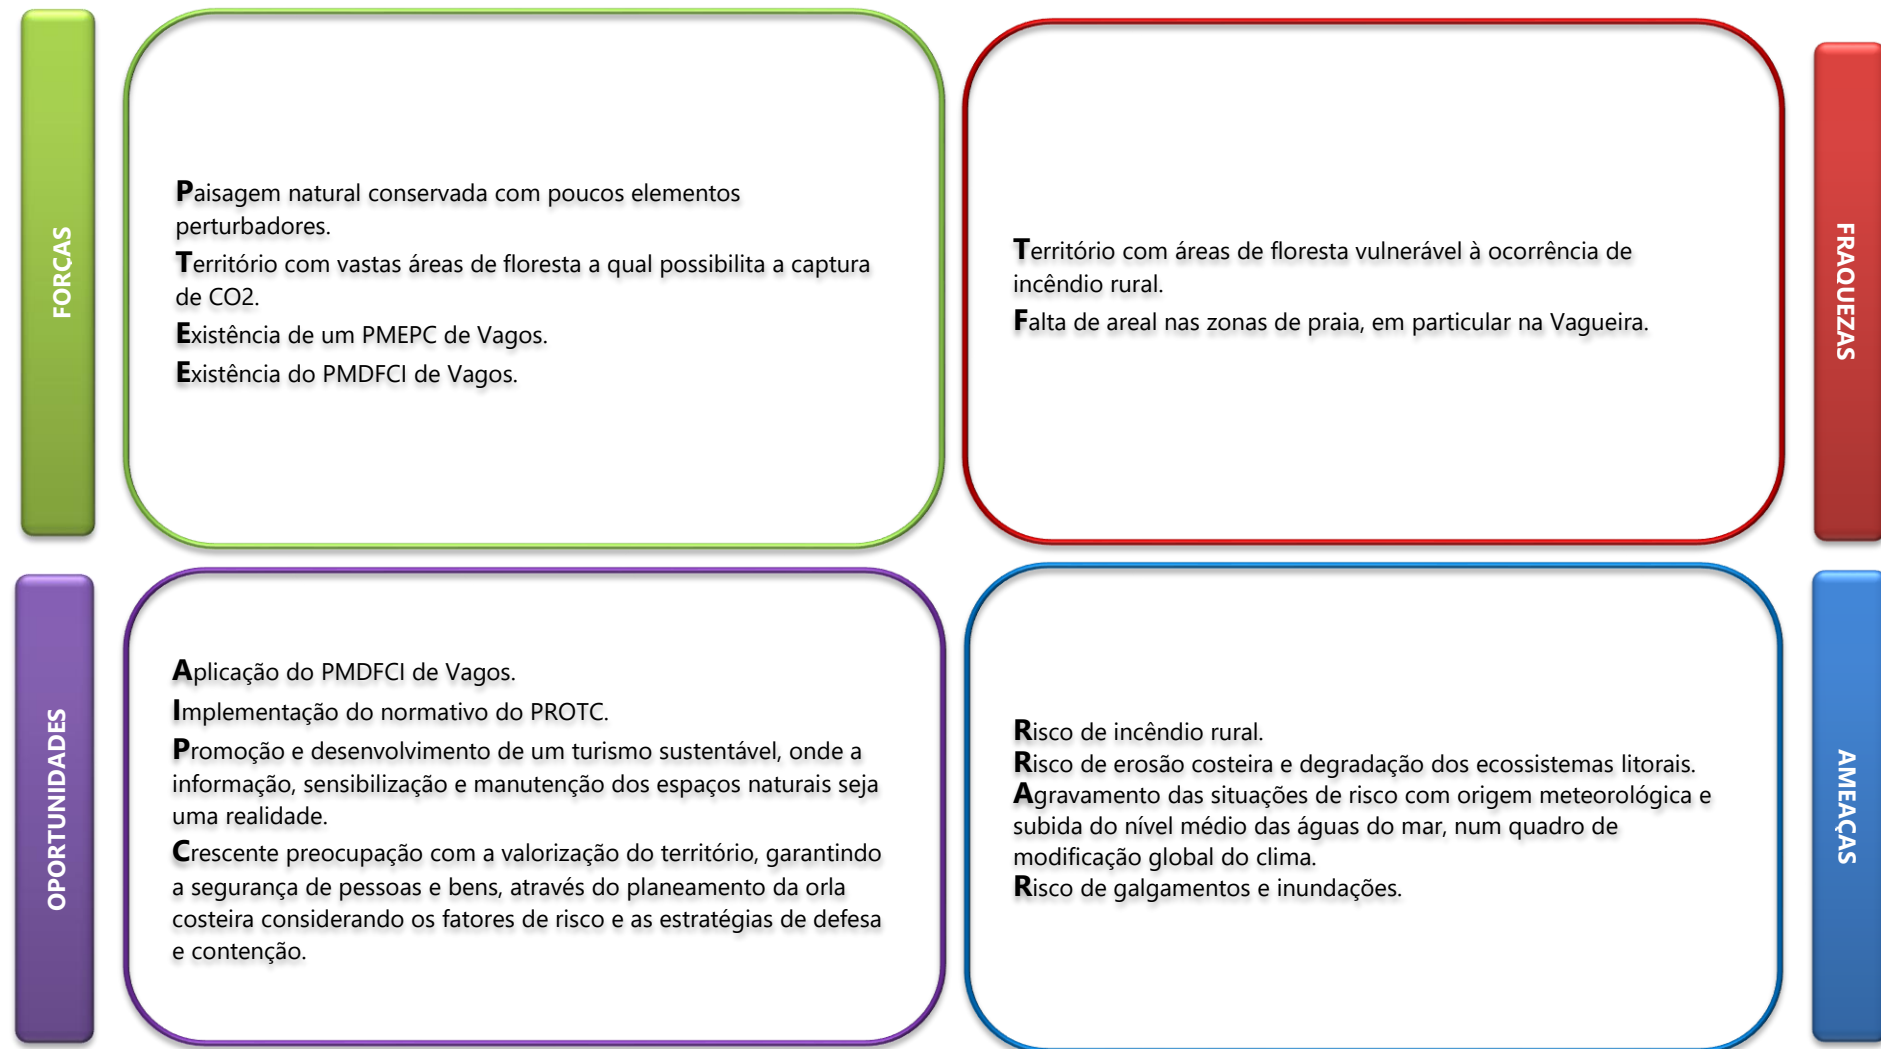 FORÇAS
Paisagem natural conservada com poucos elementos
perturbadores.
Território com vastas áreas de floresta a qual possibilita a captura
de CO2.
Existência de um PMEPC de Vagos.
Existência do PMDFCI de Vagos.
FRAQUEZAS
Território com áreas de floresta vulnerável à ocorrência de
incêndio rural.
Falta de areal nas zonas de praia, em particular na Vagueira.
OPORTUNIDADES
Aplicação do PMDFCI de Vagos.
Implementação do normativo do PROTC.
Promoção e desenvolvimento de um turismo sustentável, onde a
informação, sensibilização e manutenção dos espaços naturais seja
uma realidade.
Crescente preocupação com a valorização do território, garantindo
a segurança de pessoas e bens, através do planeamento da orla
costeira considerando os fatores de risco e as estratégias de defesa
e contenção.
AMEAÇAS
Risco de incêndio rural.
Risco de erosão costeira e degradação dos ecossistemas litorais.
Agravamento das situações de risco com origem meteorológica e
subida do nível médio das águas do mar, num quadro de
modificação global do clima.
Risco de galgamentos e inundações.